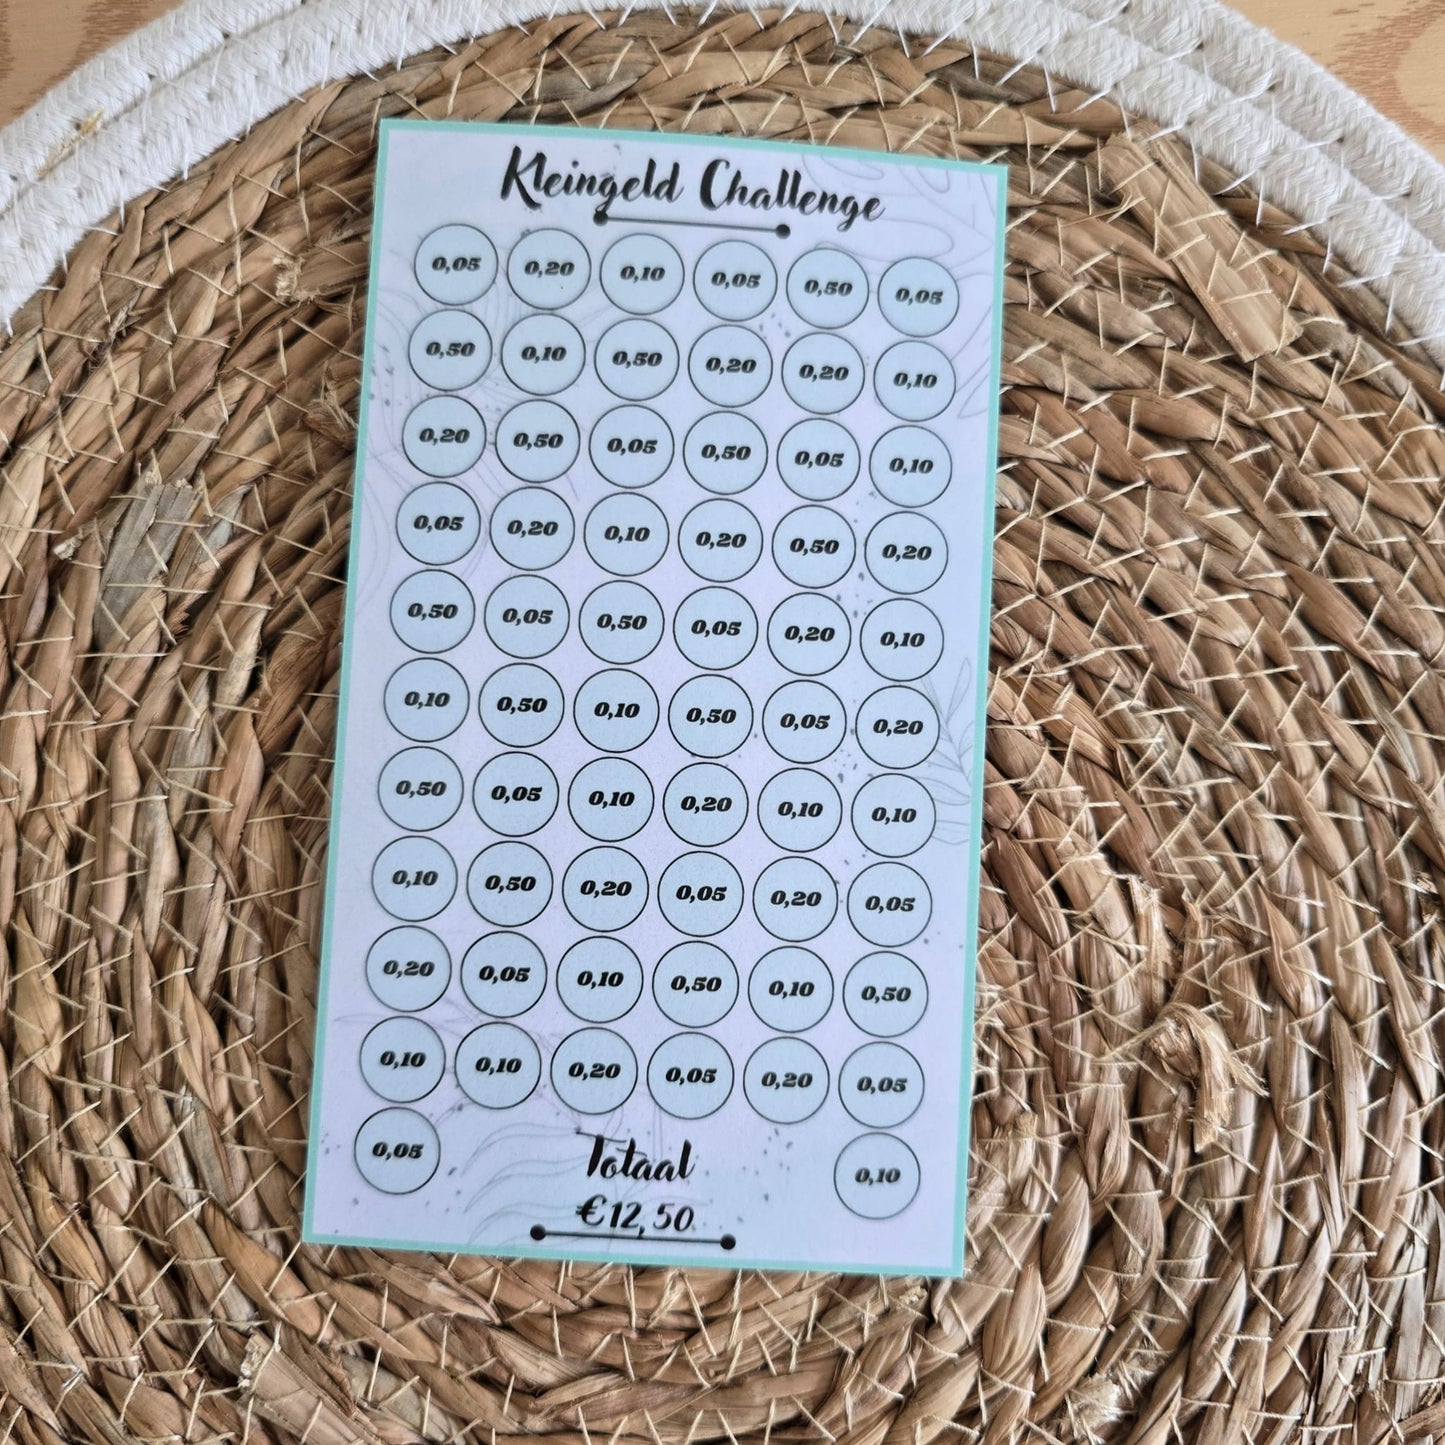 Kleingeld Challenge
0,05 0,20 0,10 0,05 0,50 0,05
0,50 0,10 0,50 0,20 0,20 0,10
0,20 0,50 0,05 0,50 0,05 0,10
0,05 0,20 0,10 0,20 0,50 0,20
0,50 0,05 0,50 0,05 0,20 0,10
0,10 0,50 0,10 0,50 0,05 0,20
0,50 0,05 0,10 0,20 0,10 0,10
0,10 0,50 0,20 0,05 0,20 0,05
0,20 0,05 0,10 0,50 0,10 0,50
0,10 0,10 0,20 0,05 0,20 0,05
0,05 Totaal 0,10
€12,50